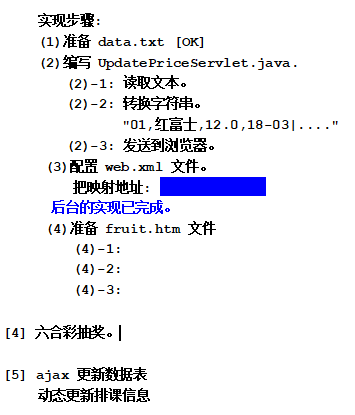 实现步骤:
(1)准备 data.txt [OK]
(2)编写 UpdatePriceServlet.java.
(2)-1: 读取文本。
(2)-2: 转换字符串。
"01,红富士,12.0,18-03|...."
(2)-3: 发送到浏览器。
(3)配置 web.xml 文件。
把映射地址:
后台的实现已完成。
(4)准备 fruit.htm 文件
(4)-1:
(4)-2:
(4)-3:
[4] 六合彩抽奖。
[5] ajax 更新数据表
动态更新排课信息